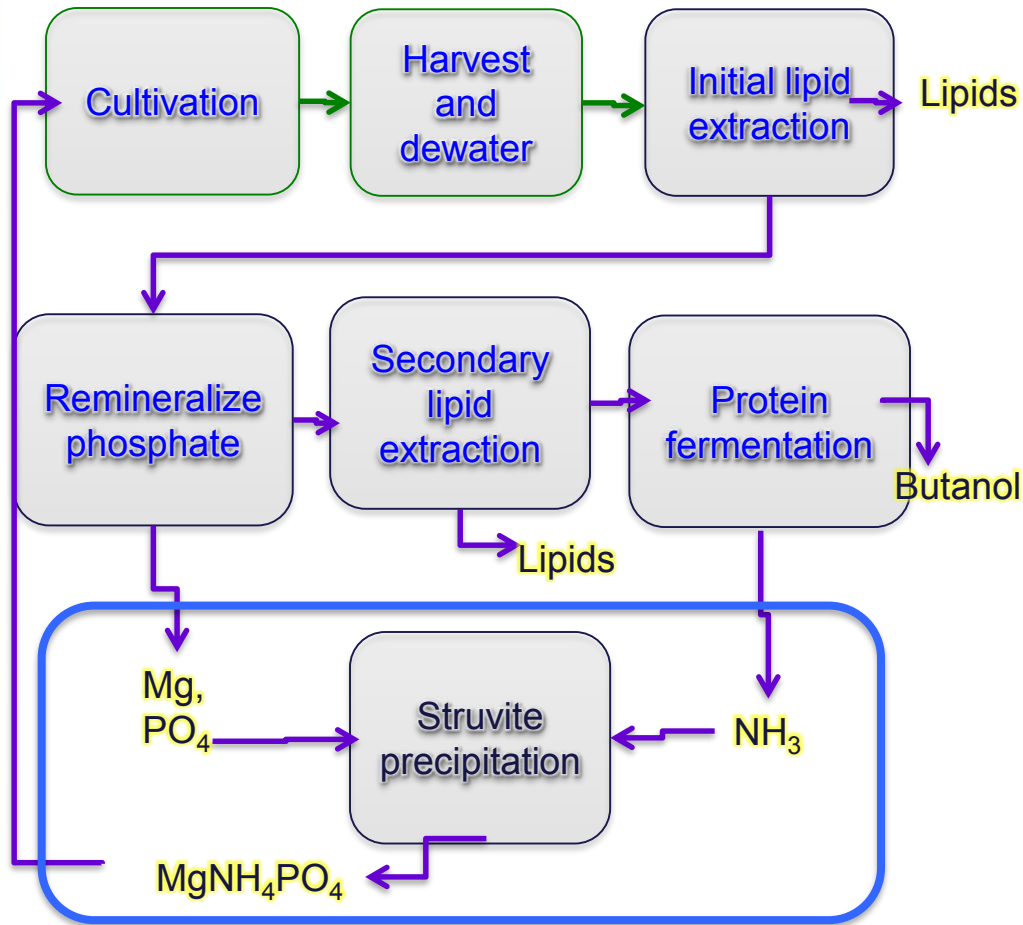 Cultivation
Harvest
and
dewater
Initial lipid
extraction
Lipids
Remineralize
phosphate
Secondary
lipid
extraction
Protein
fermentation
Butanol
Lipids
Mg,
PO₄
Struvite
precipitation
NH₃
MgNH₄PO₄